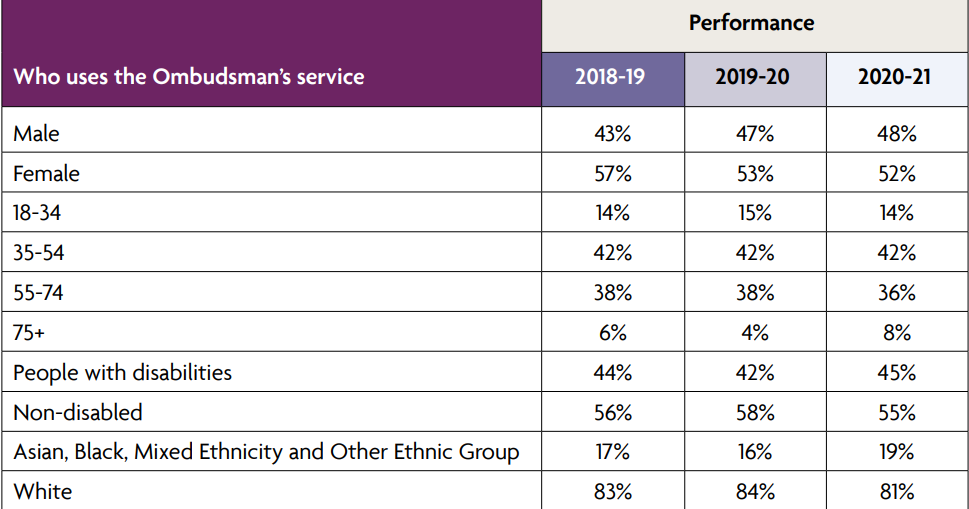 Performance
Who uses the Ombudsman's service 2018-19 2019-20 2020-21
Male 43% 47% 48%
Female 57% 53% 52%
18-34 14% 15% 14%
35-54 42% 42% 42%
55-74 38% 38% 36%
75+ 6% 4% 8%
People with disabilities 44% 42% 45%
Non-disabled 56% 58% 55%
Asian, Black, Mixed Ethnicity and Other Ethnic Group 17% 16% 19%
White 83% 84% 81%